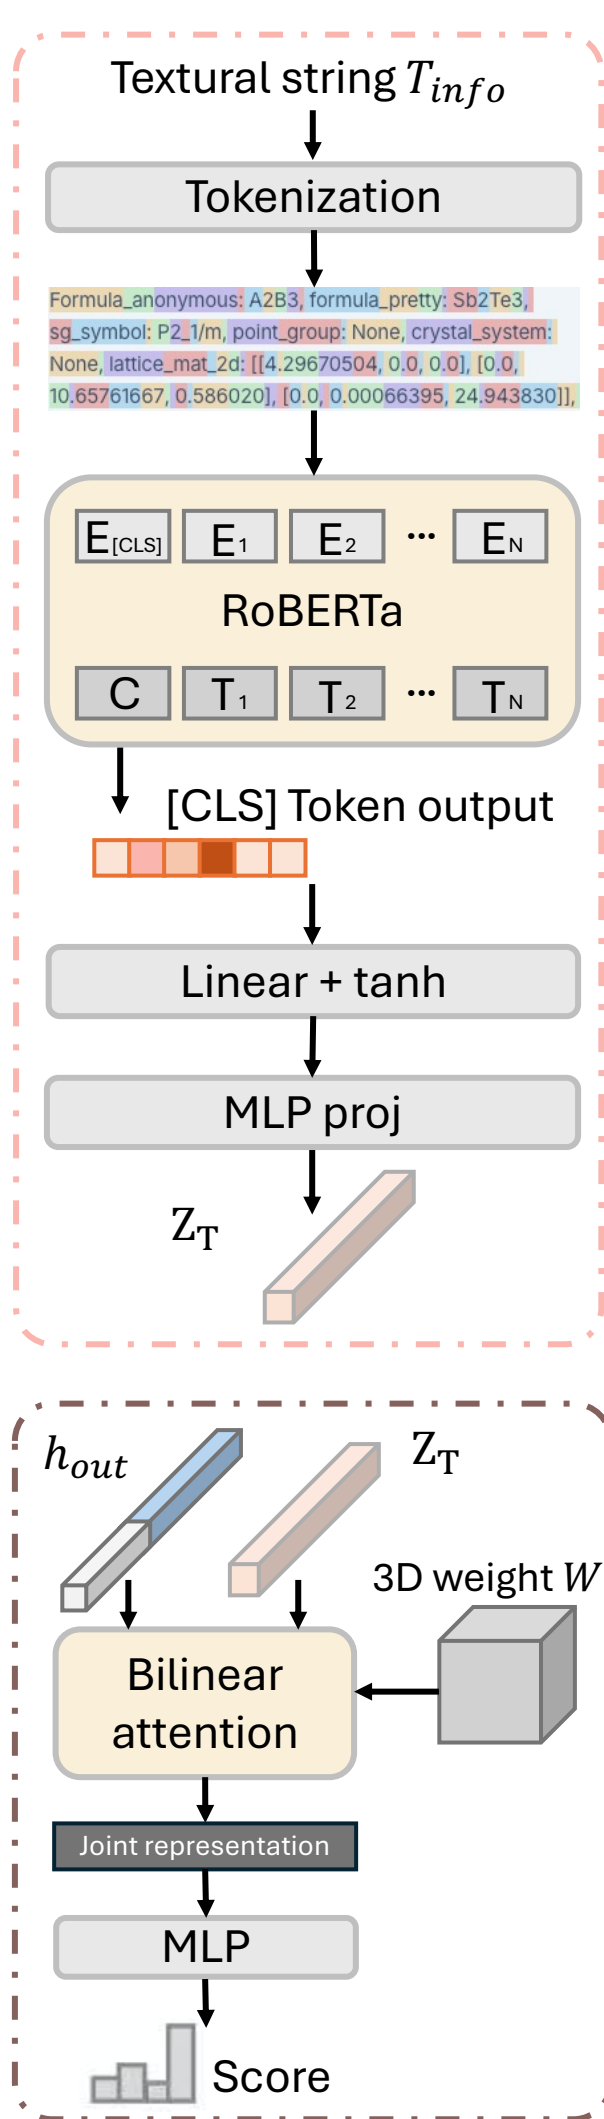 Textural string T_info
Tokenization
Formula_anonymous: A2B3, formula_pretty: Sb2Te3,
sg_symbol: P2_1/m, point_group: None, crystal_system:
None, lattice_mat_2d: [[4.29670504, 0.0, 0.0], [0.0,
10.65761667, 0.586020], [0.0, 0.00066395, 24.943830]],
E[CLS] E1 E2 ··· EN
RoBERTa
C T1 T2 ··· TN
[CLS] Token output
Linear + tanh
MLP proj
ZT
h_out ZT
3D weight W
Bilinear
attention
Joint representation
MLP
Score